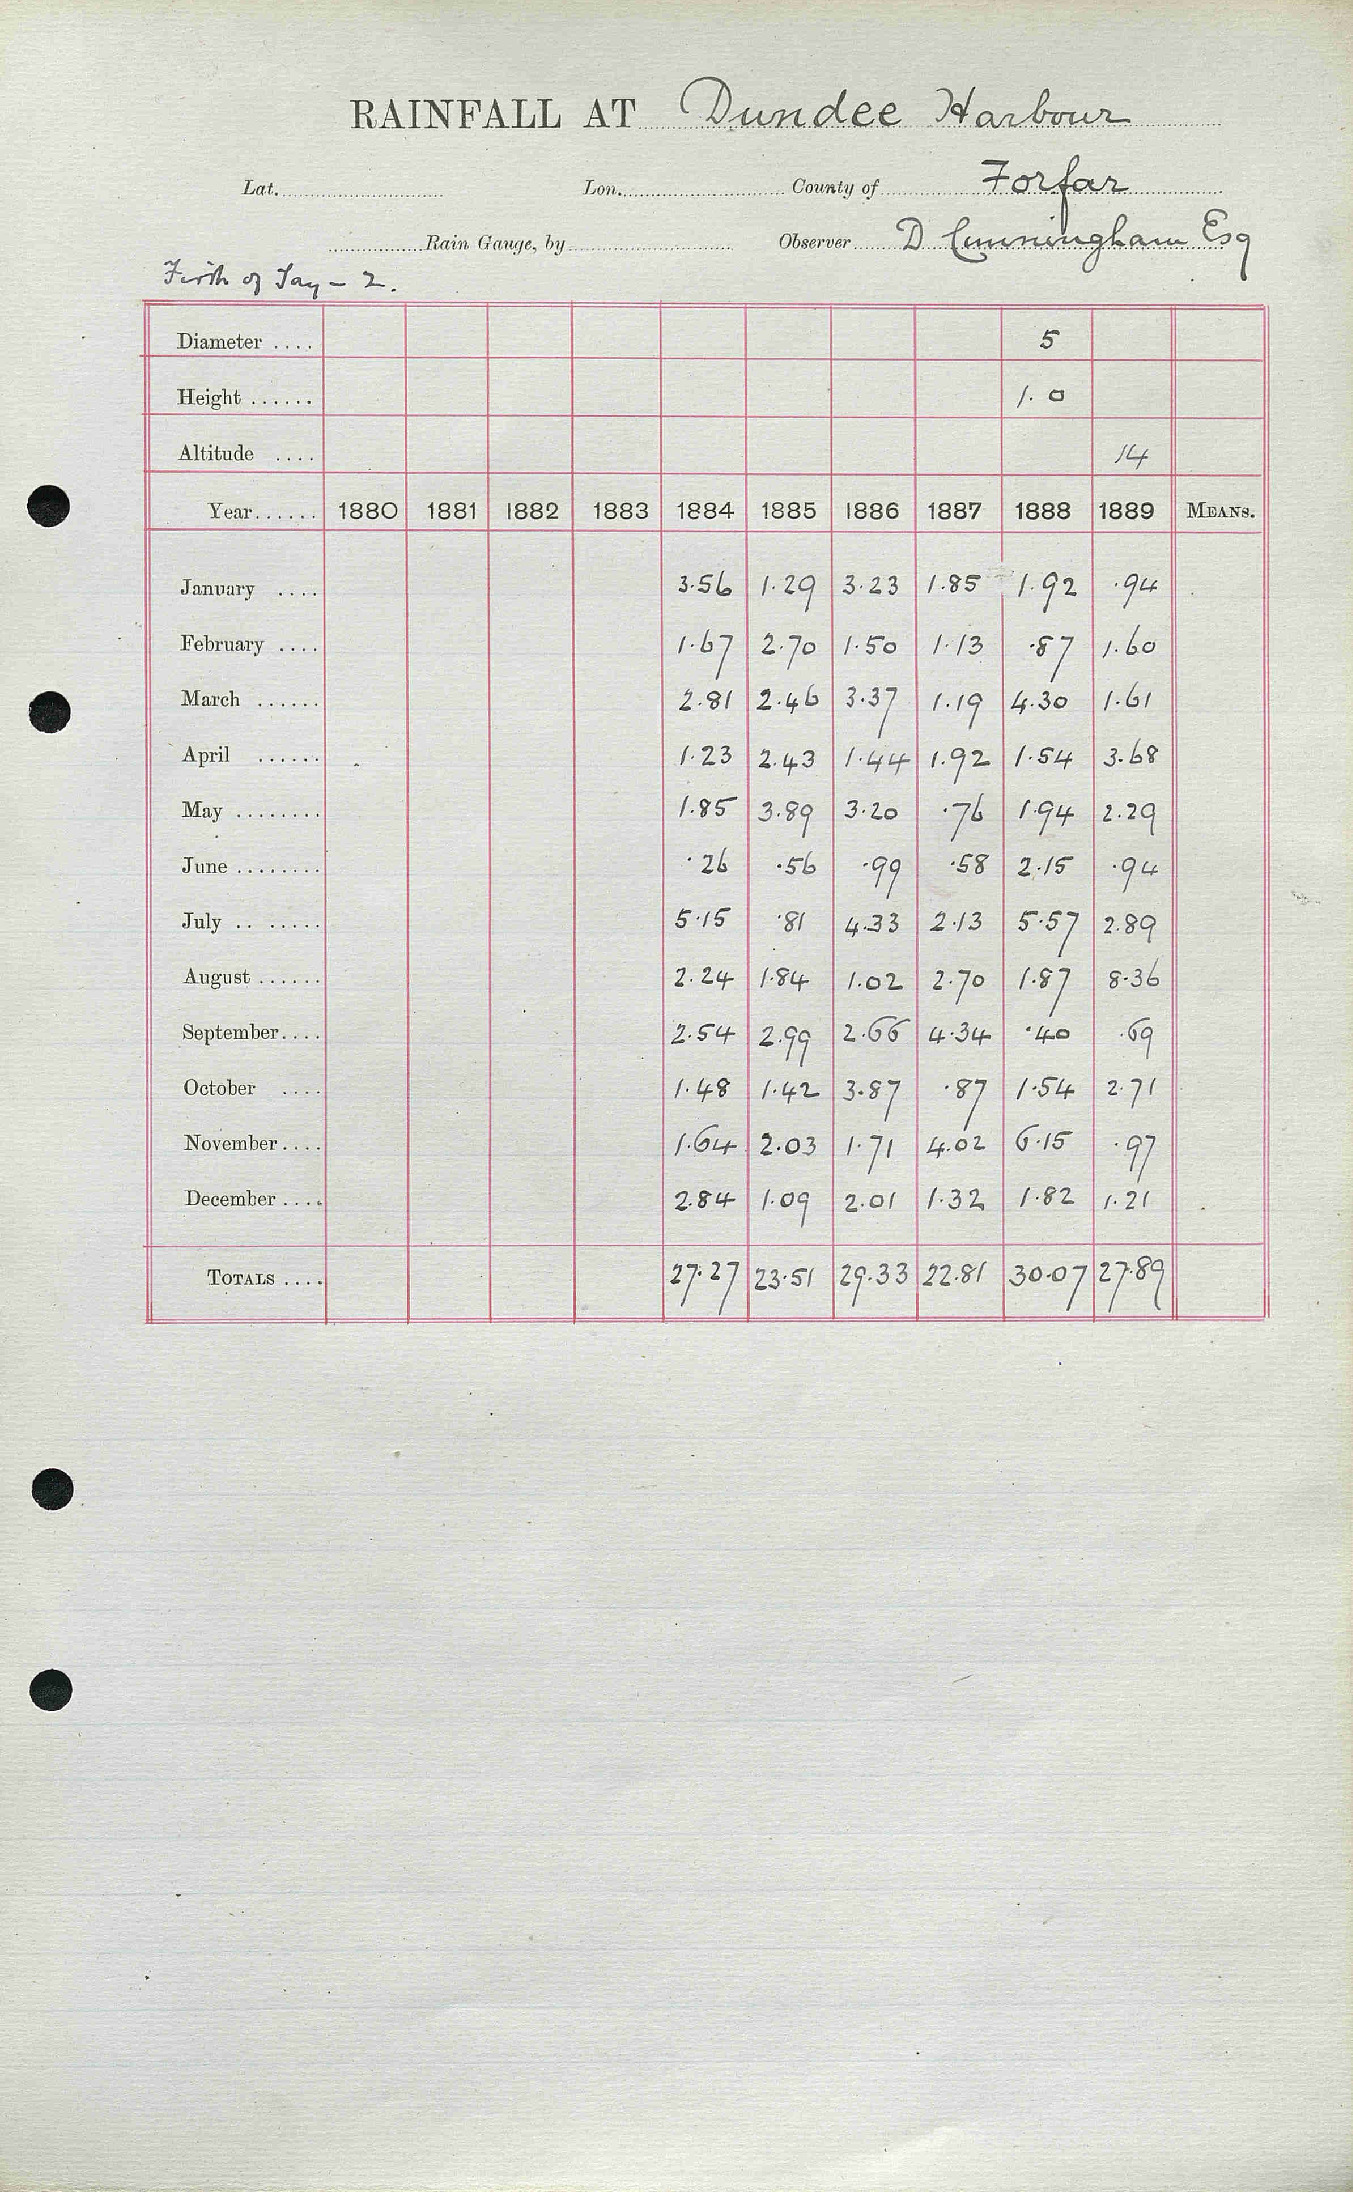 RAINFALL AT Dundee Harbour
Lat. Lon. County of Forfar
Rain Gauge, by Observer D Cunningham Esq
Firth of Tay – 2.
Diameter .... 5
Height ...... 1.0
Altitude .... 14
Year...... 1880 1881 1882 1883 1884 1885 1886 1887 1888 1889 MEANS.
January .... 3.56 1.29 3.23 1.85 1.92 .94
February .... 1.67 2.70 1.50 1.13 .87 1.60
March ...... 2.81 2.46 3.37 1.19 4.30 1.61
April ...... 1.23 2.43 1.44 1.92 1.54 3.68
May ........ 1.85 3.89 3.20 .76 1.94 2.29
June ........ .26 .56 .99 .58 2.15 .94
July .. ..... 5.15 .81 4.33 2.13 5.57 2.89
August ...... 2.24 1.84 1.02 2.70 1.87 8.36
September.... 2.54 2.99 2.66 4.34 .40 .69
October .... 1.48 1.42 3.87 .87 1.54 2.71
November.... 1.64 2.03 1.71 4.02 6.15 .97
December .... 2.84 1.09 2.01 1.32 1.82 1.21
TOTALS .... 27.27 23.51 29.33 22.81 30.07 27.89